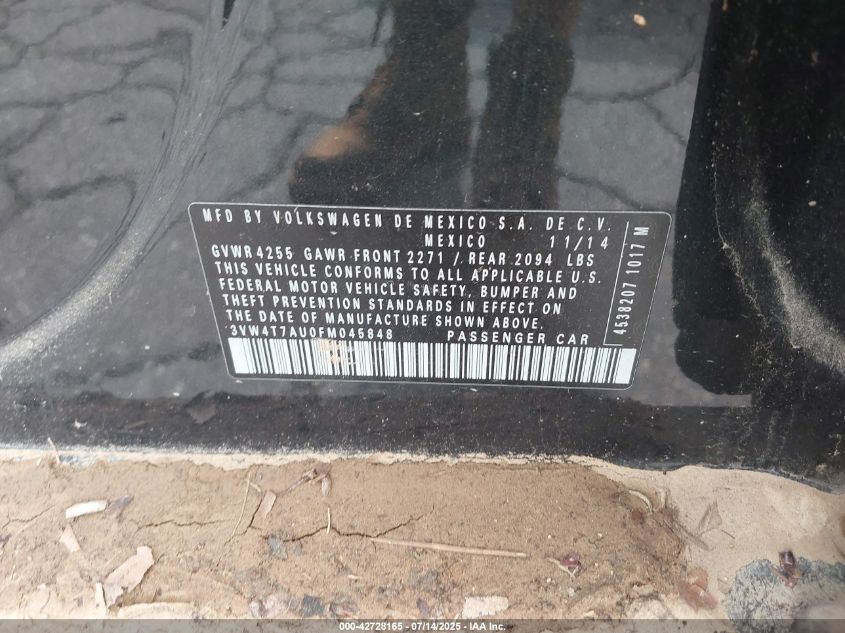 MFD BY VOLKSWAGEN DE MEXICO S.A. DE C.V.
MEXICO 11/14
GVWR 4255 GAWR FRONT 2271 / REAR 2094 LBS
THIS VEHICLE CONFORMS TO ALL APPLICABLE U.S.
FEDERAL MOTOR VEHICLE SAFETY, BUMPER AND
THEFT PREVENTION STANDARDS IN EFFECT ON
THE DATE OF MANUFACTURE SHOWN ABOVE.
3VW4T7AU0FM045848 PASSENGER CAR
4538207 1017 M
000-42728165 - 07/14/2025 - IAA, Inc.